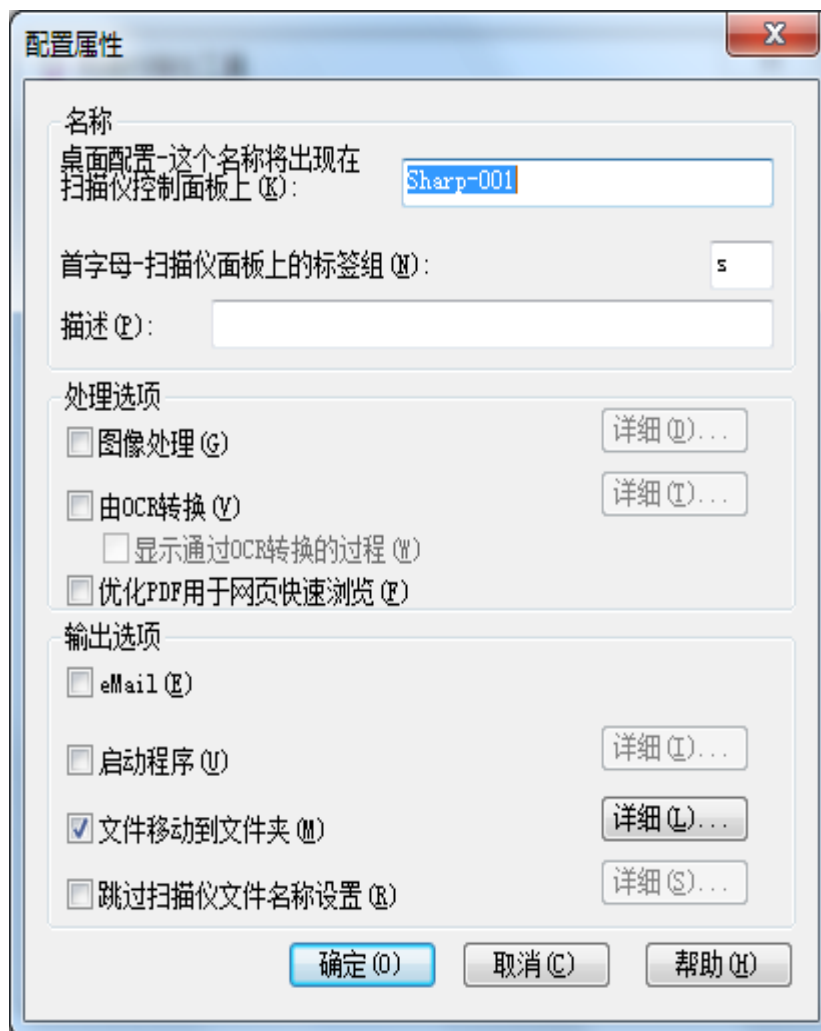 配置属性
名称
桌面配置-这个名称将出现在
扫描仪控制面板上(K):
Sharp-001
首字母-扫描仪面板上的标签组(N):
s
描述(P):
处理选项
图像处理(G)
详细(D)...
由OCR转换(V)
详细(T)...
显示通过OCR转换的过程(W)
优化PDF用于网页快速浏览(F)
输出选项
eMail(E)
启动程序(U)
详细(I)...
文件移动到文件夹(M)
详细(L)...
跳过扫描仪文件名称设置(R)
详细(S)...
确定(O)
取消(C)
帮助(H)